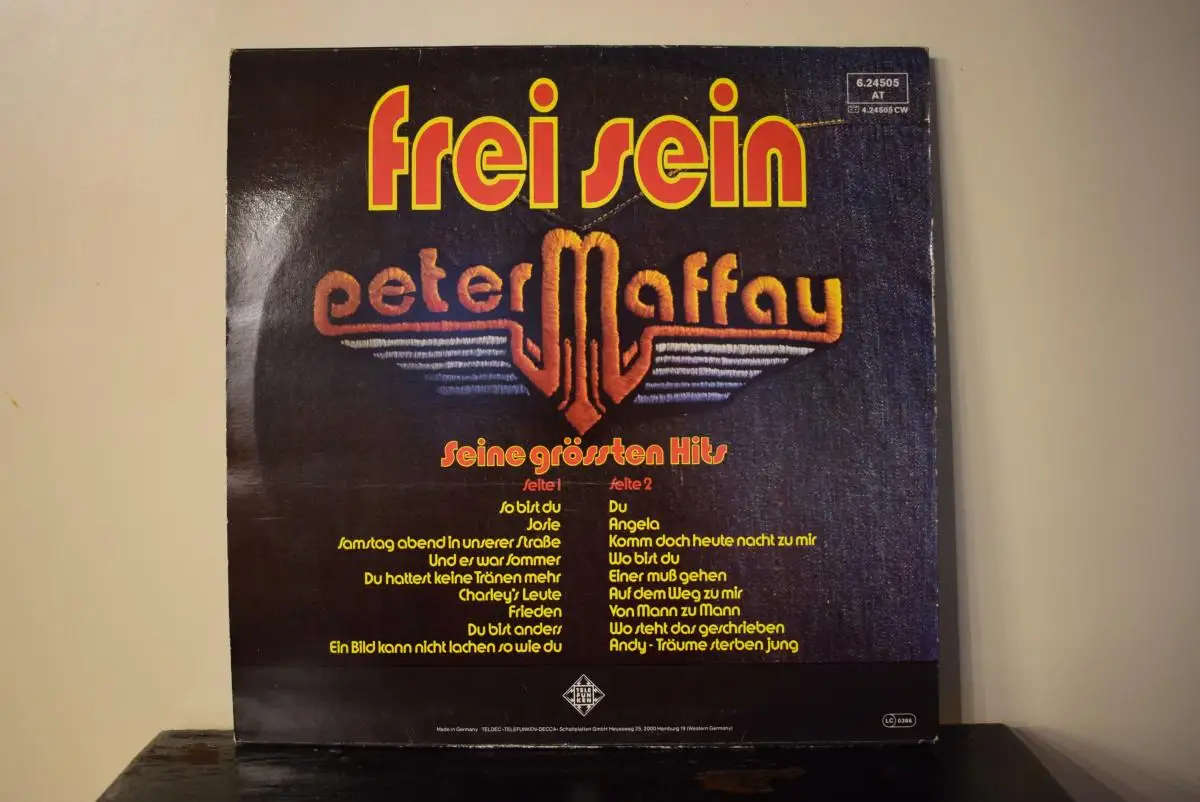 6.24505
AT
4.24505 CW
frei sein
peter Maffay
Seine grössten Hits
Seite 1
So bist du
Josie
Samstag abend in unserer Straße
Und es war Sommer
Du hattest keine Tränen mehr
Charley's Leute
Frieden
Du bist anders
Ein Bild kann nicht lachen so wie du
Seite 2
Du
Angela
Komm doch heute nacht zu mir
Wo bist du
Einer muß gehen
Auf dem Weg zu mir
Von Mann zu Mann
Wo steht das geschrieben
Andy - Träume sterben jung
TELE
FUN
KEN
Made in Germany TELDEC »TELEFUNKEN-DECCA« Schallplatten GmbH Heussweg 25, 2000 Hamburg 19 (Western Germany)
LC 0366